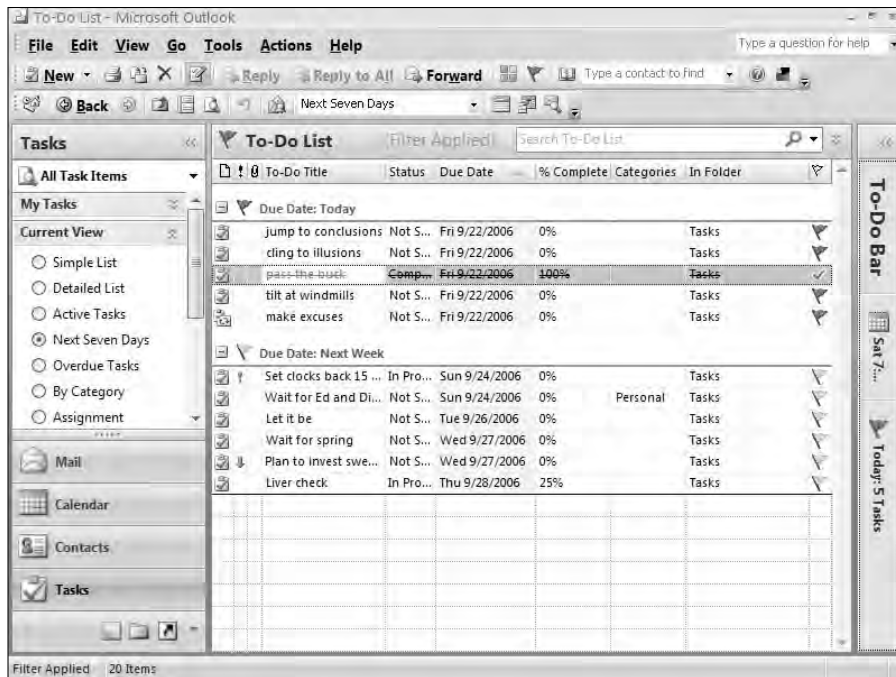 To-Do List - Microsoft Outlook
File Edit View Go Tools Actions Help
Type a question for help
New Reply Reply to All Forward Type a contact to find
Back Next Seven Days
Tasks
All Task Items
My Tasks
Current View
Simple List
Detailed List
Active Tasks
Next Seven Days
Overdue Tasks
By Category
Assignment
Mail
Calendar
Contacts
Tasks
To-Do List (Filter Applied) Search To-Do List
! To-Do Title Status Due Date % Complete Categories In Folder
Due Date: Today
jump to conclusions Not S... Fri 9/22/2006 0% Tasks
cling to illusions Not S... Fri 9/22/2006 0% Tasks
pass the buck Comp... Fri 9/22/2006 100% Tasks
tilt at windmills Not S... Fri 9/22/2006 0% Tasks
make excuses Not S... Fri 9/22/2006 0% Tasks
Due Date: Next Week
Set clocks back 15 ... In Pro... Sun 9/24/2006 0% Tasks
Wait for Ed and Di... Not S... Sun 9/24/2006 0% Personal Tasks
Let it be Not S... Tue 9/26/2006 0% Tasks
Wait for spring Not S... Wed 9/27/2006 0% Tasks
Plan to invest swe... Not S... Wed 9/27/2006 0% Tasks
Liver check In Pro... Thu 9/28/2006 25% Tasks
To-Do Bar
Sat 7:...
Today: 5 Tasks
Filter Applied 20 Items